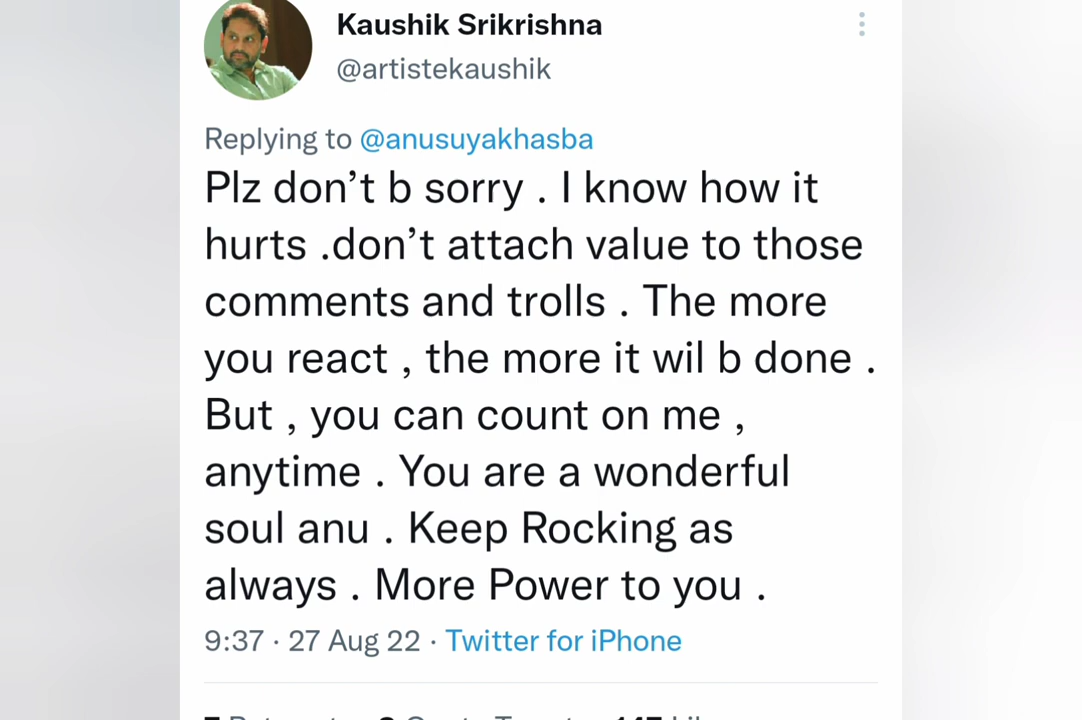 Kaushik Srikrishna
@artistekaushik
Replying to @anusuyakhasba
Plz don’t b sorry . I know how it
hurts .don’t attach value to those
comments and trolls . The more
you react , the more it wil b done .
But , you can count on me ,
anytime . You are a wonderful
soul anu . Keep Rocking as
always . More Power to you .
9:37 · 27 Aug 22 · Twitter for iPhone